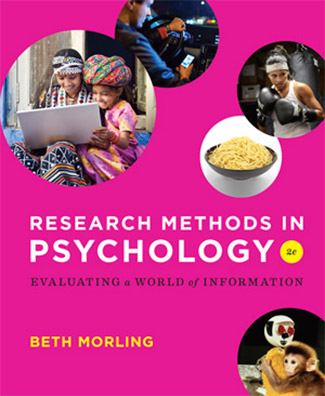 RESEARCH METHODS IN
PSYCHOLOGY 2e
EVALUATING a WORLD of INFORMATION
BETH MORLING